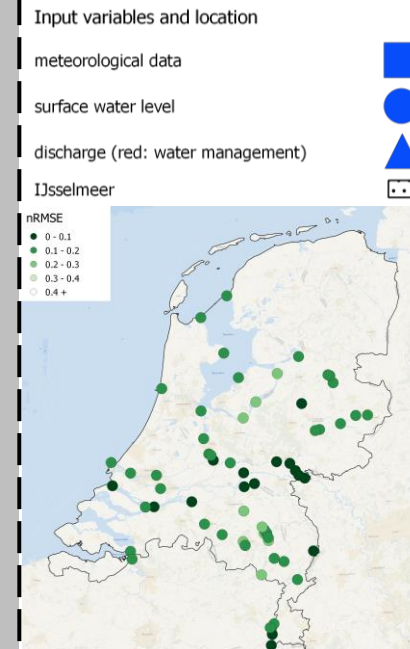 Input variables and location
meteorological data
surface water level
discharge (red: water management)
IJsselmeer
nRMSE
0 - 0.1
0.1 - 0.2
0.2 - 0.3
0.3 - 0.4
0.4 +